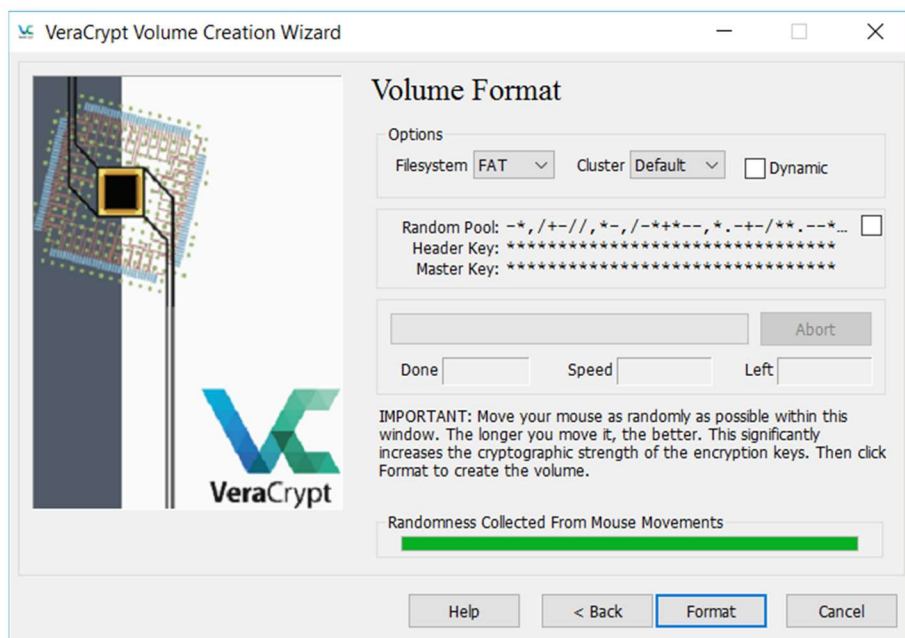 VeraCrypt Volume Creation Wizard
Volume Format
Options
Filesystem FAT Cluster Default Dynamic
Random Pool: -*,/+-//,*-,/-*+*--,*.-+-/**.--*...
Header Key: ********************************
Master Key: ********************************
Abort
Done Speed Left
IMPORTANT: Move your mouse as randomly as possible within this
window. The longer you move it, the better. This significantly
increases the cryptographic strength of the encryption keys. Then click
Format to create the volume.
VeraCrypt
Randomness Collected From Mouse Movements
Help < Back Format Cancel